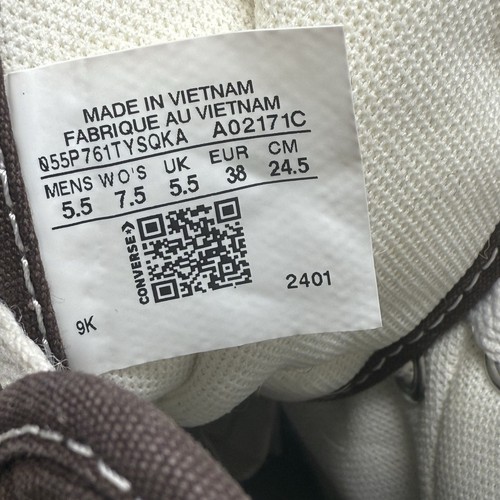 MADE IN VIETNAM
FABRIQUE AU VIETNAM
Q55P761TYSQKA A02171C
MENS WO'S UK EUR CM
5.5 7.5 5.5 38 24.5
CONVERSE
2401
9K